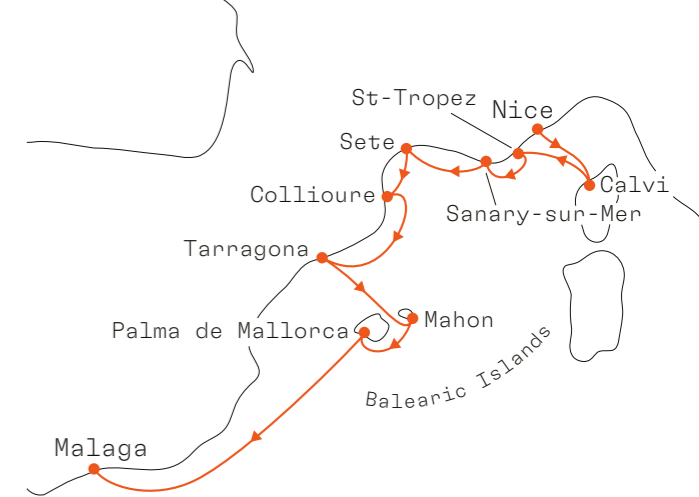 St-Tropez
Nice
Sete
Calvi
Collioure
Sanary-sur-Mer
Tarragona
Mahon
Palma de Mallorca
Balearic Islands
Malaga